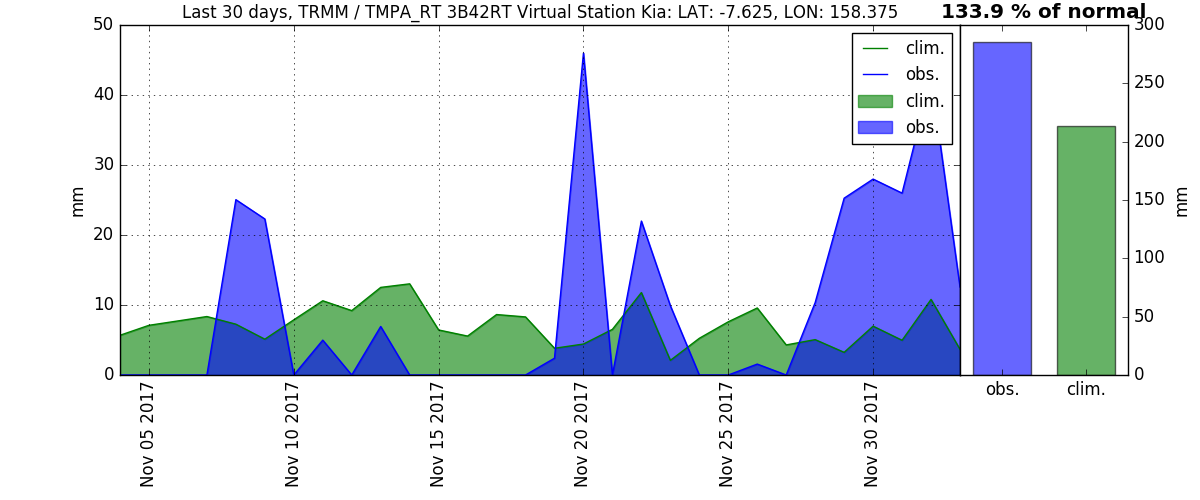 Last 30 days, TRMM / TMPA_RT 3B42RT Virtual Station Kia: LAT: -7.625, LON: 158.375
133.9 % of normal
50
40
30
20
10
0
mm
clim.
obs.
clim.
obs.
Nov 05 2017
Nov 10 2017
Nov 15 2017
Nov 20 2017
Nov 25 2017
Nov 30 2017
300
250
200
150
100
50
0
mm
obs.
clim.